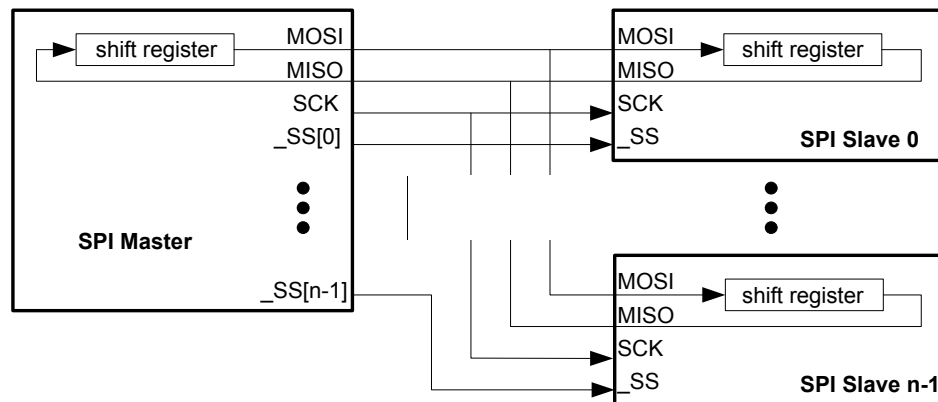 shift register
MOSI
MISO
SCK
_SS[0]
SPI Master
_SS[n-1]
MOSI
shift register
MISO
SCK
_SS
SPI Slave 0
MOSI
shift register
MISO
SCK
_SS
SPI Slave n-1